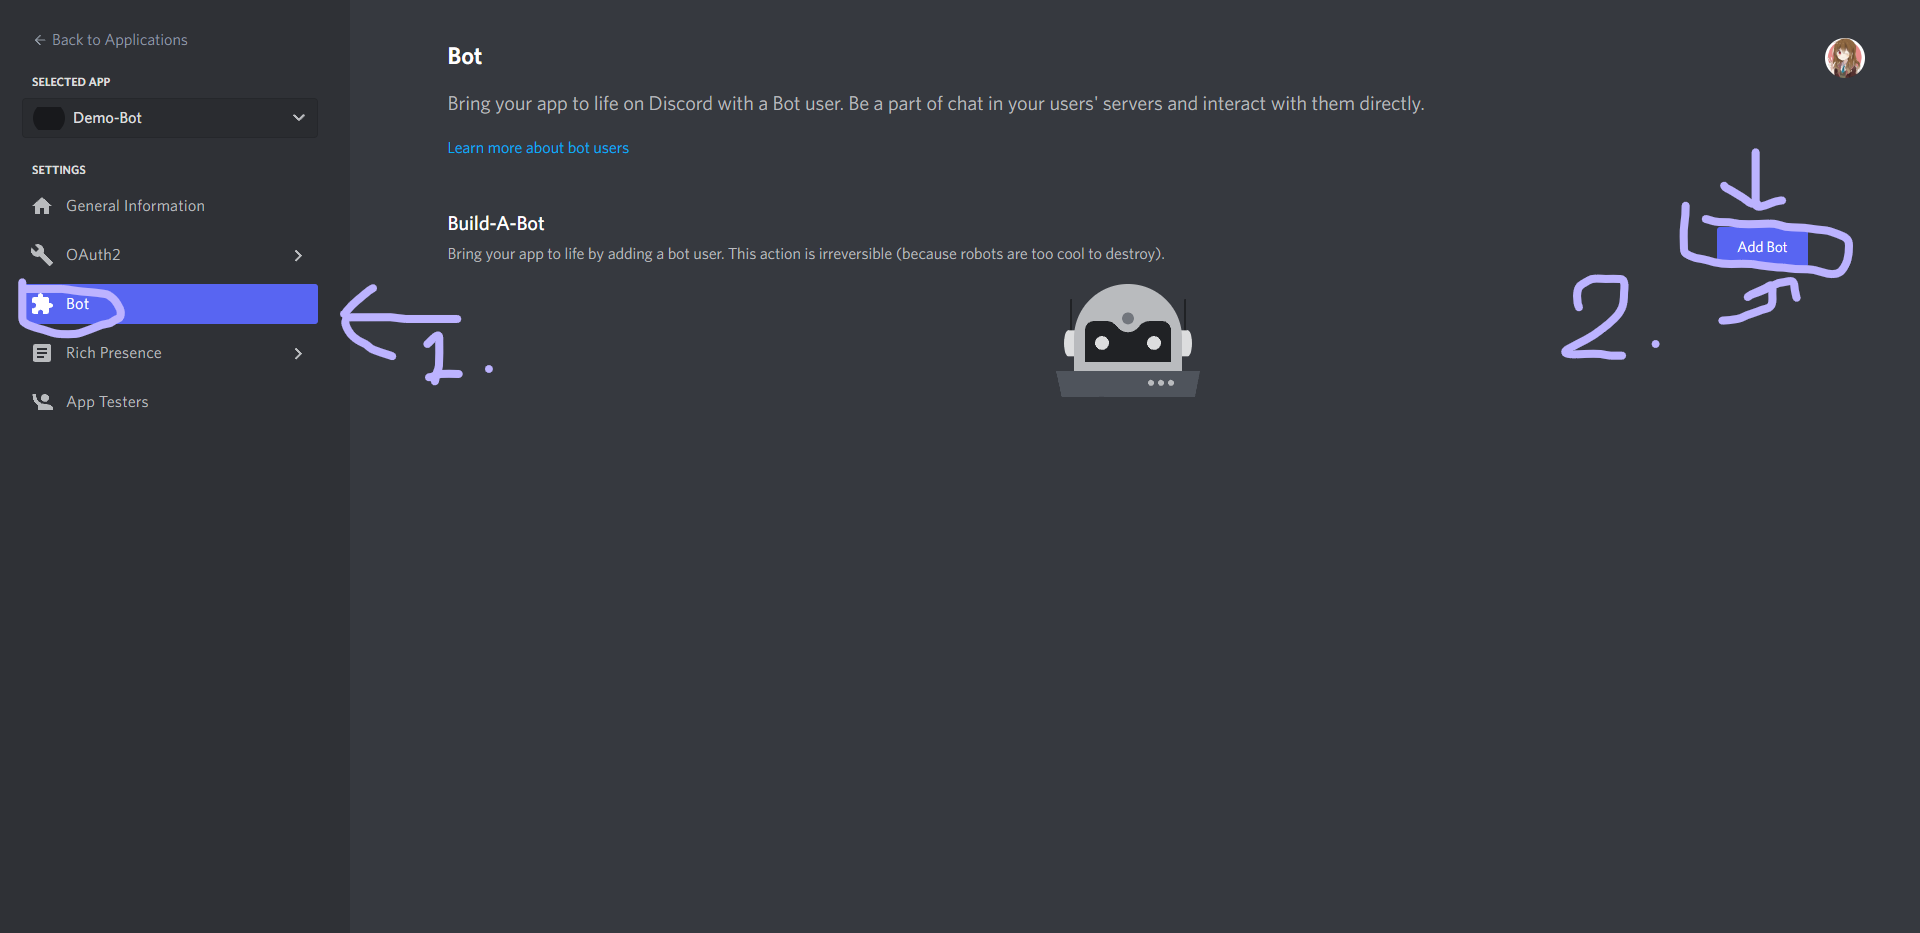 Back to Applications
SELECTED APP
Demo-Bot
SETTINGS
General Information
OAuth2
Bot
Rich Presence
App Testers
1.
Bot
Bring your app to life on Discord with a Bot user. Be a part of chat in your users' servers and interact with them directly.
Learn more about bot users
Build-A-Bot
Bring your app to life by adding a bot user. This action is irreversible (because robots are too cool to destroy).
Add Bot
2.